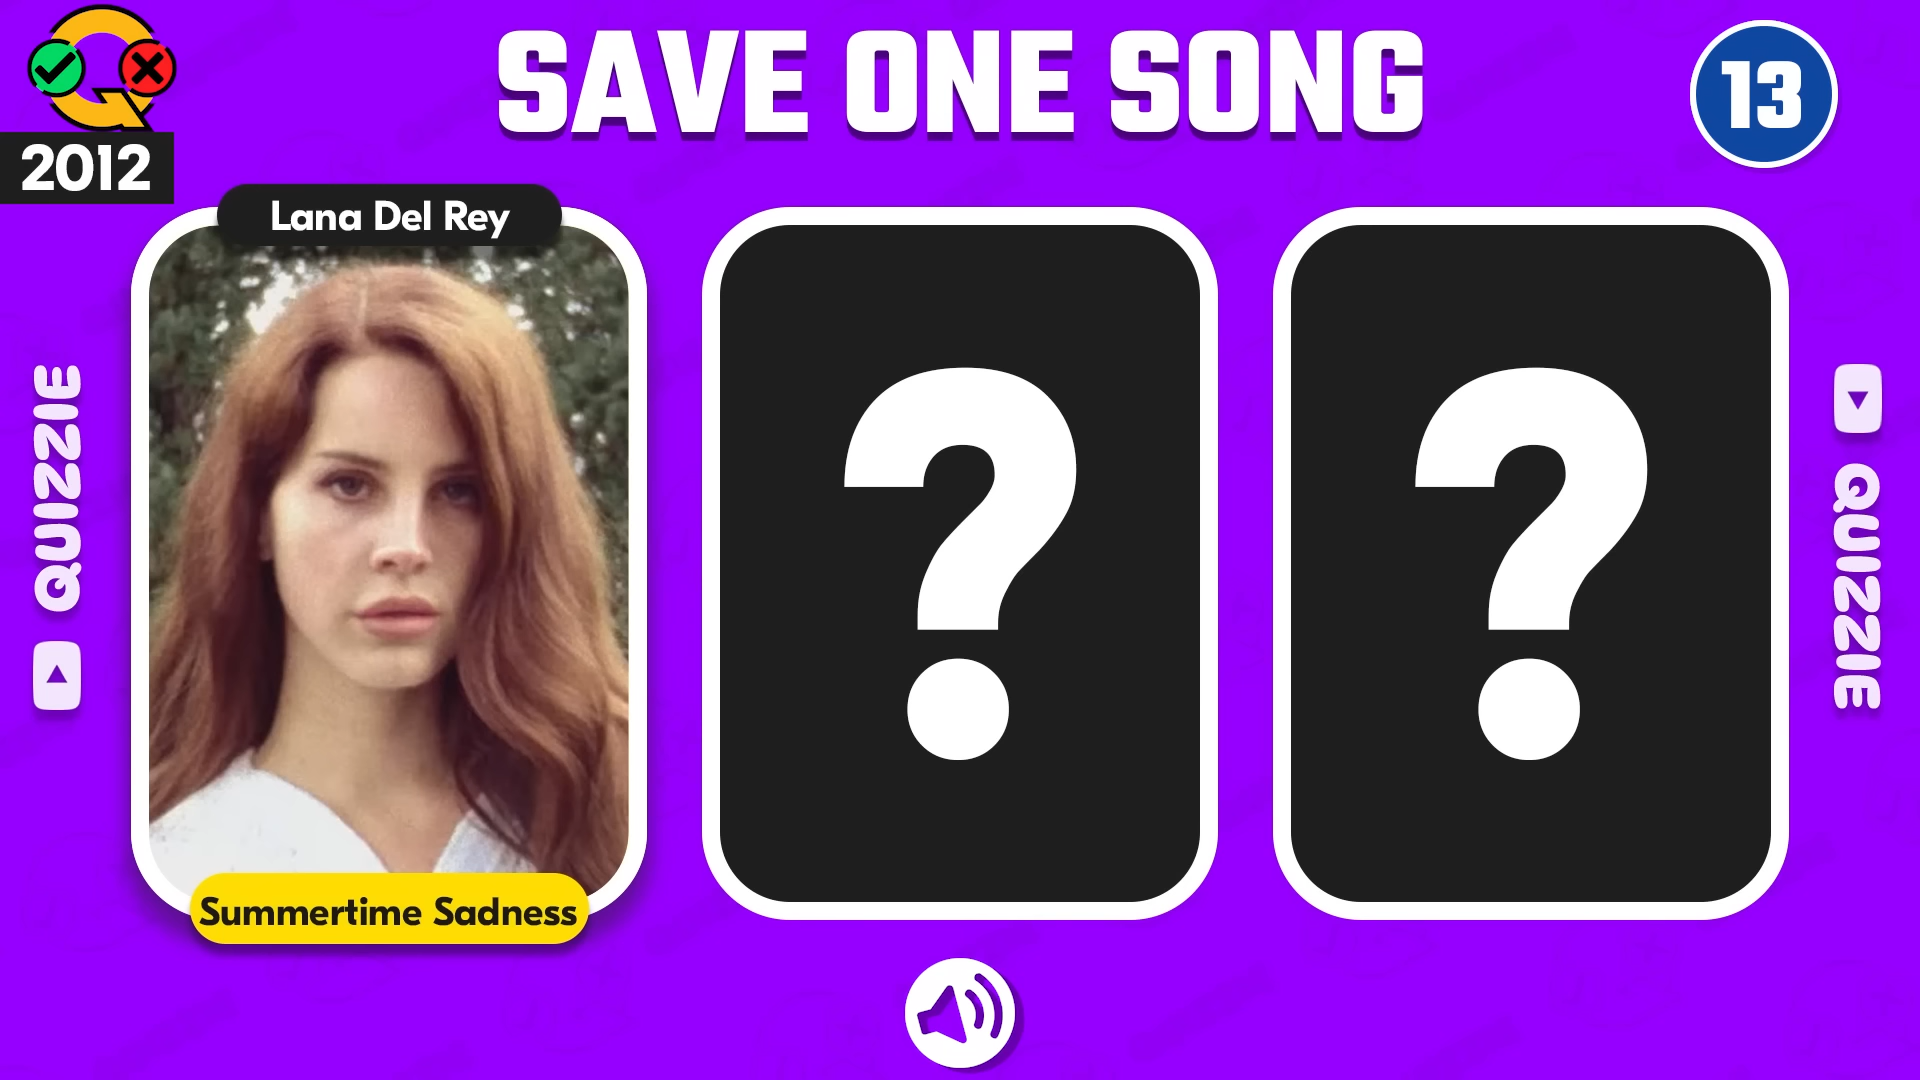 SAVE ONE SONG
13
2012
Lana Del Rey
QUIZZIE
?
?
QUIZZIE
Summertime Sadness